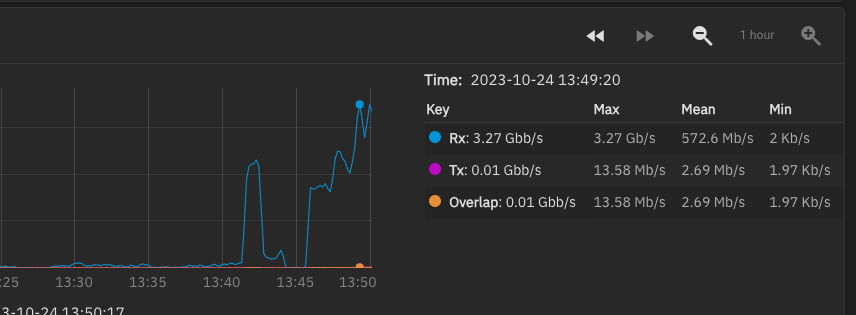 1 hour
Time: 2023-10-24 13:49:20
Key Max Mean Min
Rx: 3.27 Gbb/s 3.27 Gb/s 572.6 Mb/s 2 Kb/s
Tx: 0.01 Gbb/s 13.58 Mb/s 2.69 Mb/s 1.97 Kb/s
Overlap: 0.01 Gbb/s 13.58 Mb/s 2.69 Mb/s 1.97 Kb/s
:25 13:30 13:35 13:40 13:45 13:50
3-10-24 13:50:17